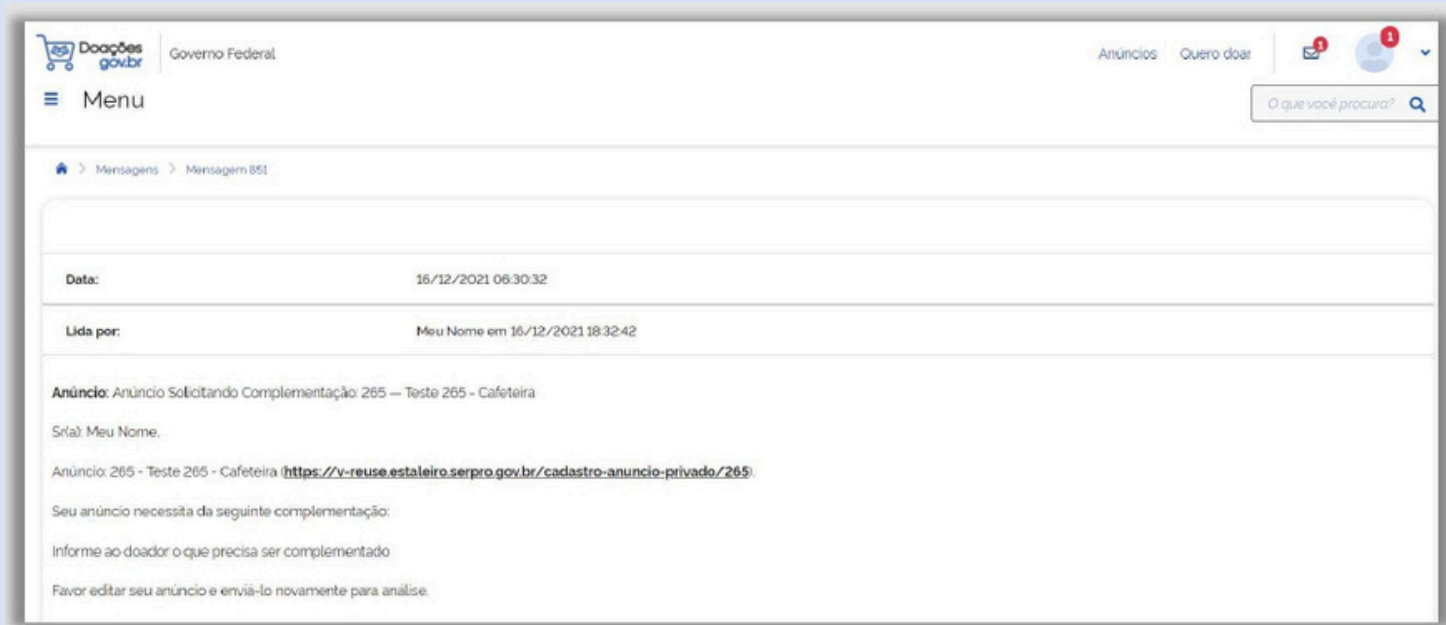 Doações
gov.br
Governo Federal
Anúncios Quero doar 1 1
Menu
O que você procura?
Mensagens > Mensagem 851
Data: 16/12/2021 06:30:32
Lida por: Meu Nome em 16/12/2021 18:32:42
Anúncio: Anúncio Solicitando Complementação: 265 — Teste 265 - Cafeteira
Sr(a): Meu Nome,
Anúncio: 265 - Teste 265 - Cafeteira (https://v-reuse.estaleiro.serpro.gov.br/cadastro-anuncio-privado/265).
Seu anúncio necessita da seguinte complementação:
Informe ao doador o que precisa ser complementado
Favor editar seu anúncio e enviá-lo novamente para análise.